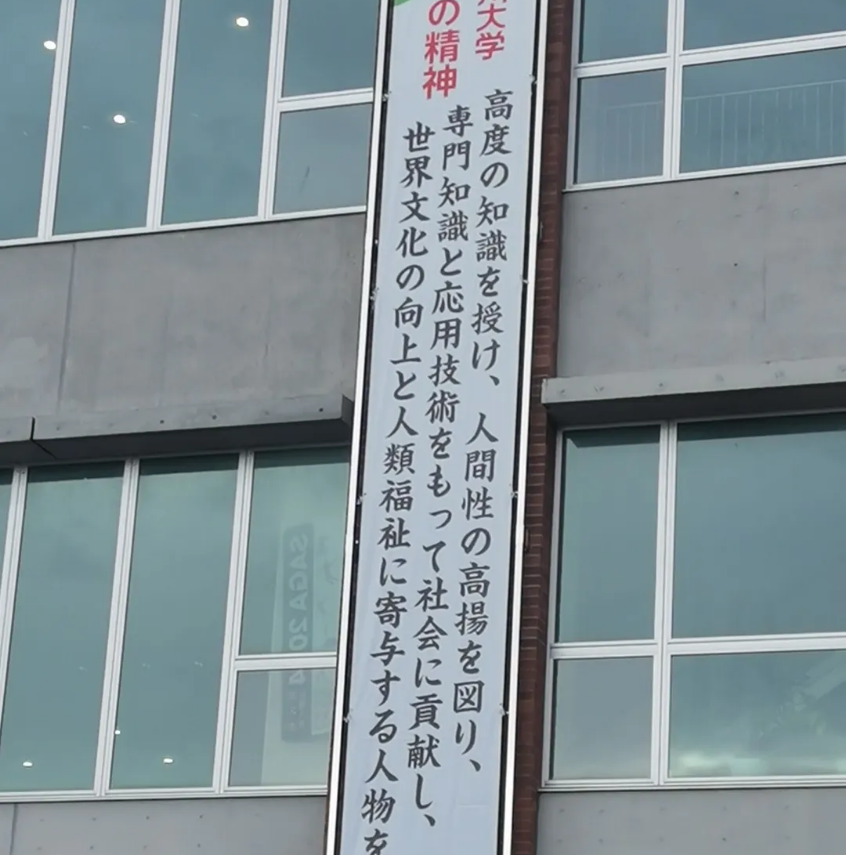 大学
の精神
高度の知識を授け、人間性の高揚を図り、
専門知識と応用技術をもって社会に貢献し、
世界文化の向上と人類福祉に寄与する人物を
SAGA 2024